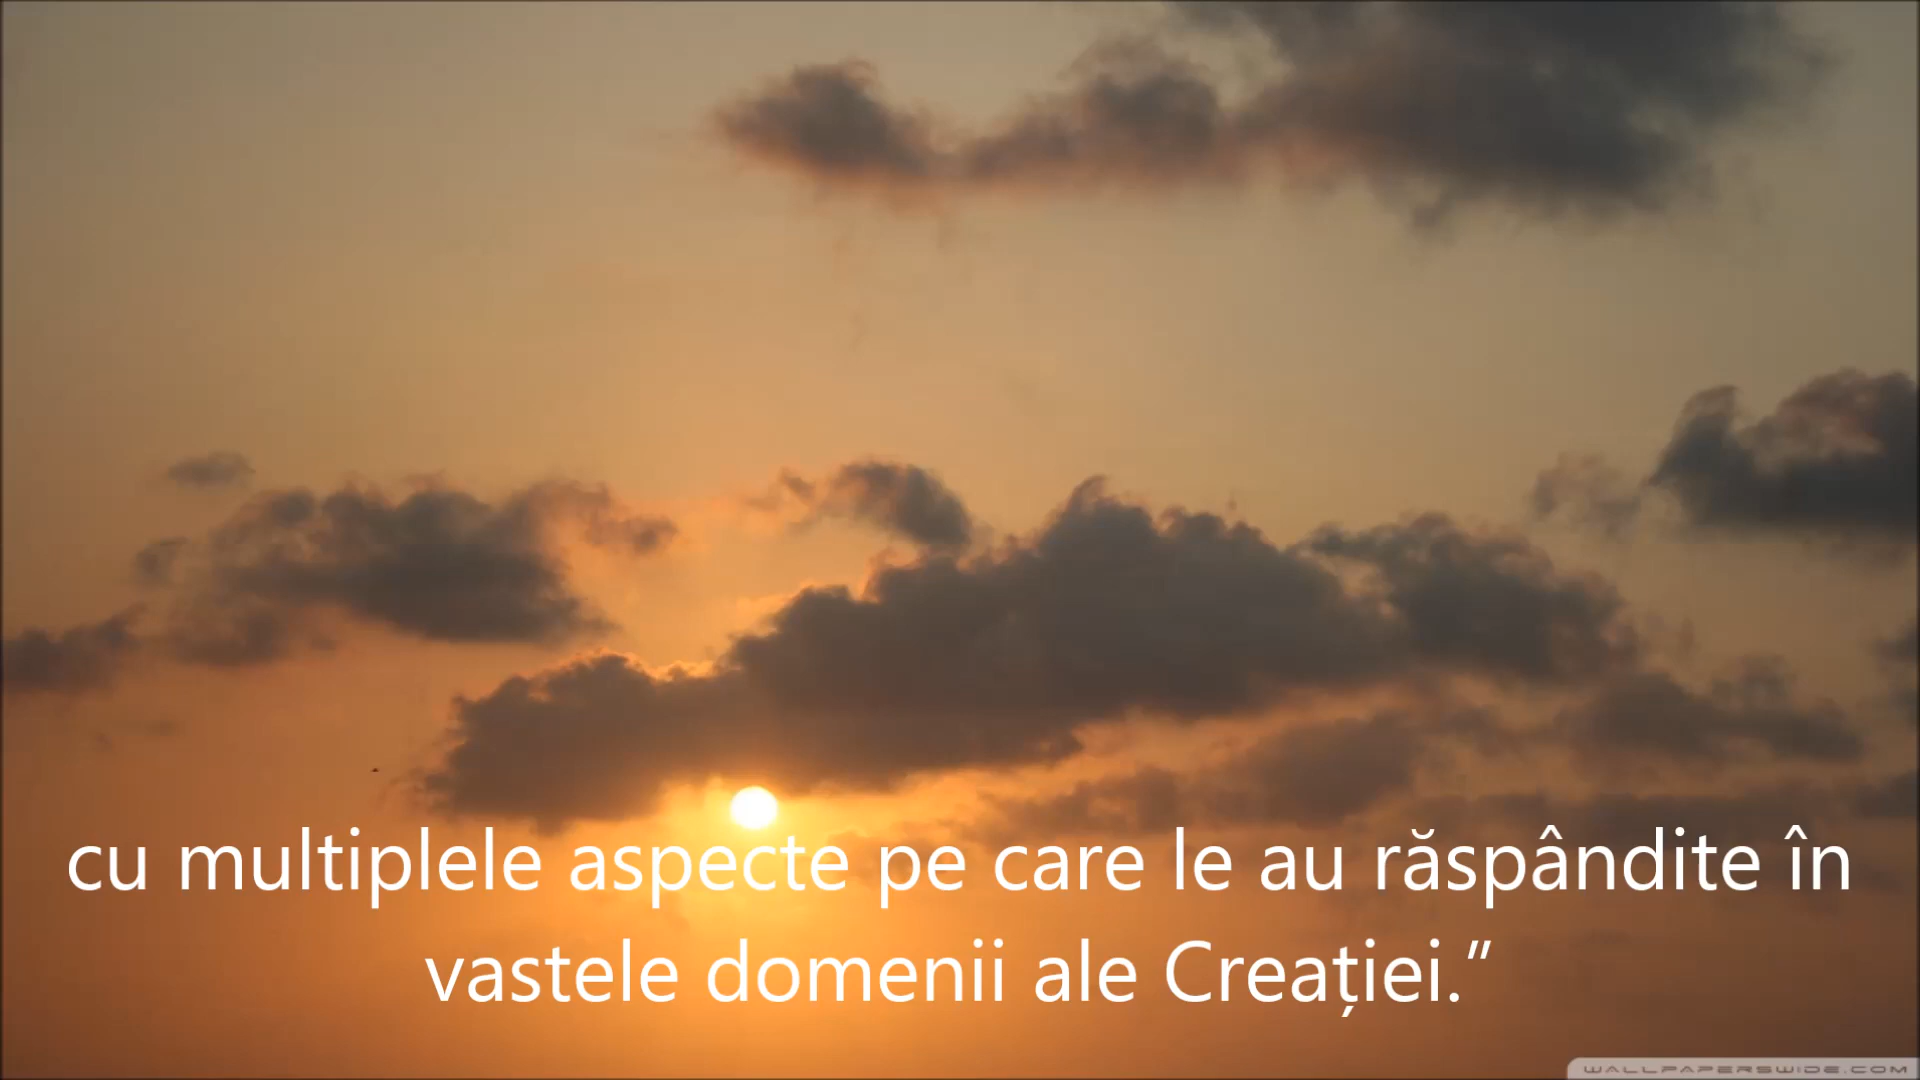 cu multiplele aspecte pe care le au răspândite în
vastele domenii ale Creației.”
WALLPAPERSWIDE.COM